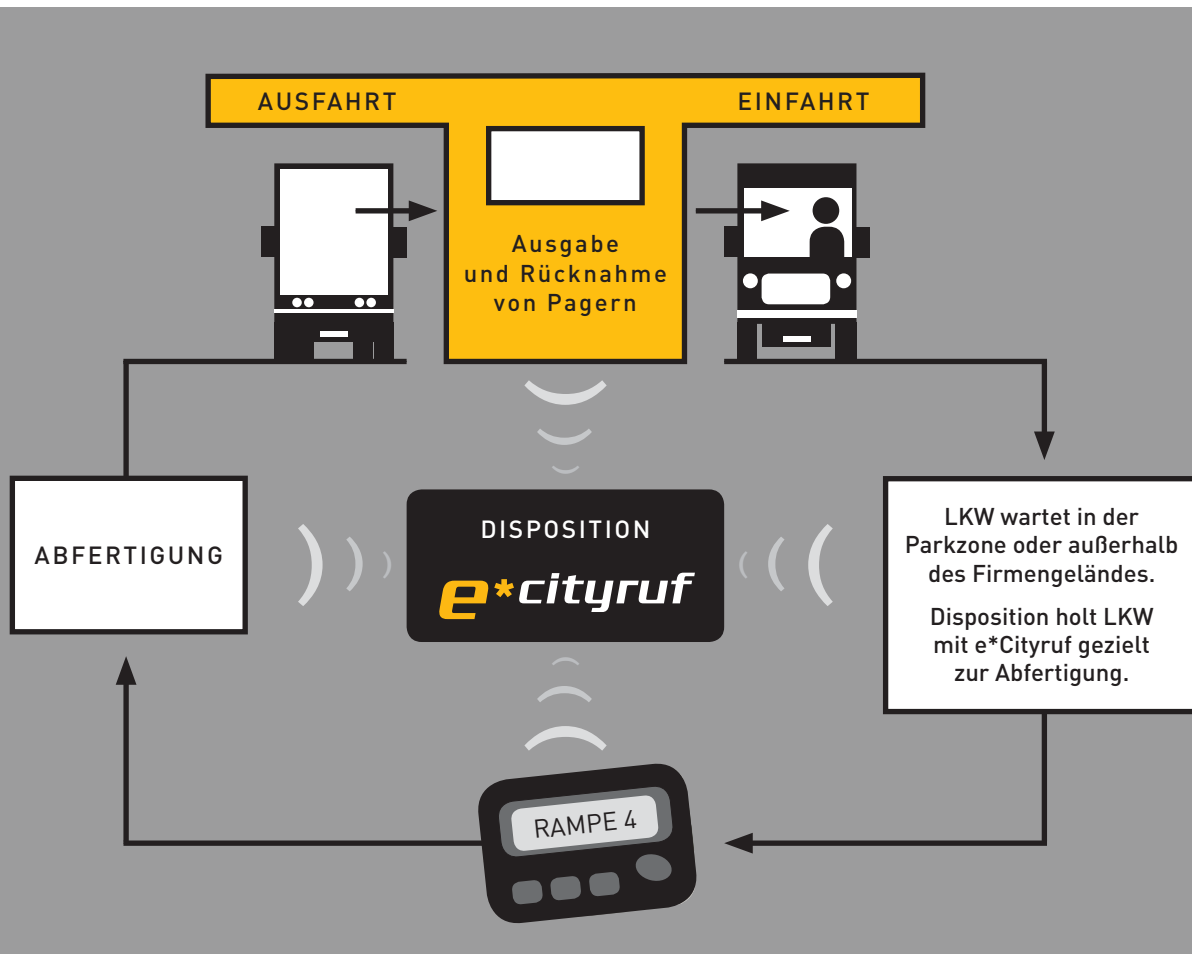 AUSFAHRT
EINFAHRT
Ausgabe
und Rücknahme
von Pagern
ABFERTIGUNG
DISPOSITION
e*cityruf
LKW wartet in der
Parkzone oder außerhalb
des Firmengeländes.
Disposition holt LKW
mit e*Cityruf gezielt
zur Abfertigung.
RAMPE 4